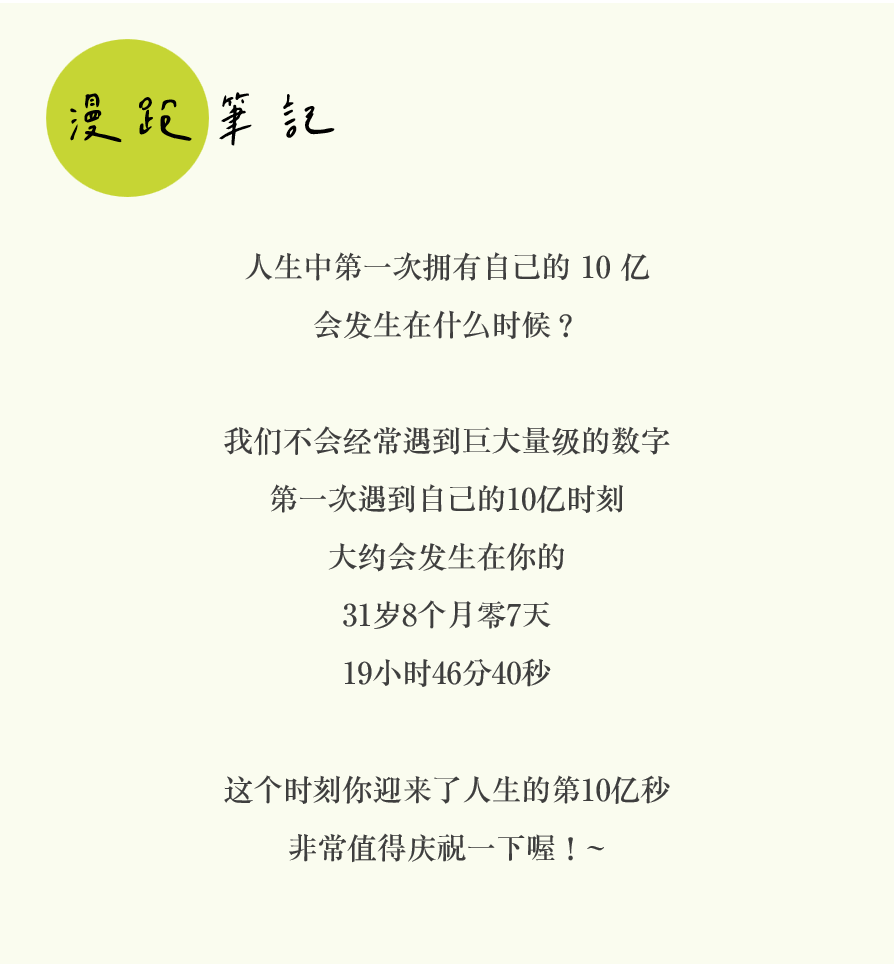 漫跑筆記
人生中第一次拥有自己的 10 亿
会发生在什么时候？
我们不会经常遇到巨大量级的数字
第一次遇到自己的10亿时刻
大约会发生在你的
31岁8个月零7天
19小时46分40秒
这个时刻你迎来了人生的第10亿秒
非常值得庆祝一下喔！~